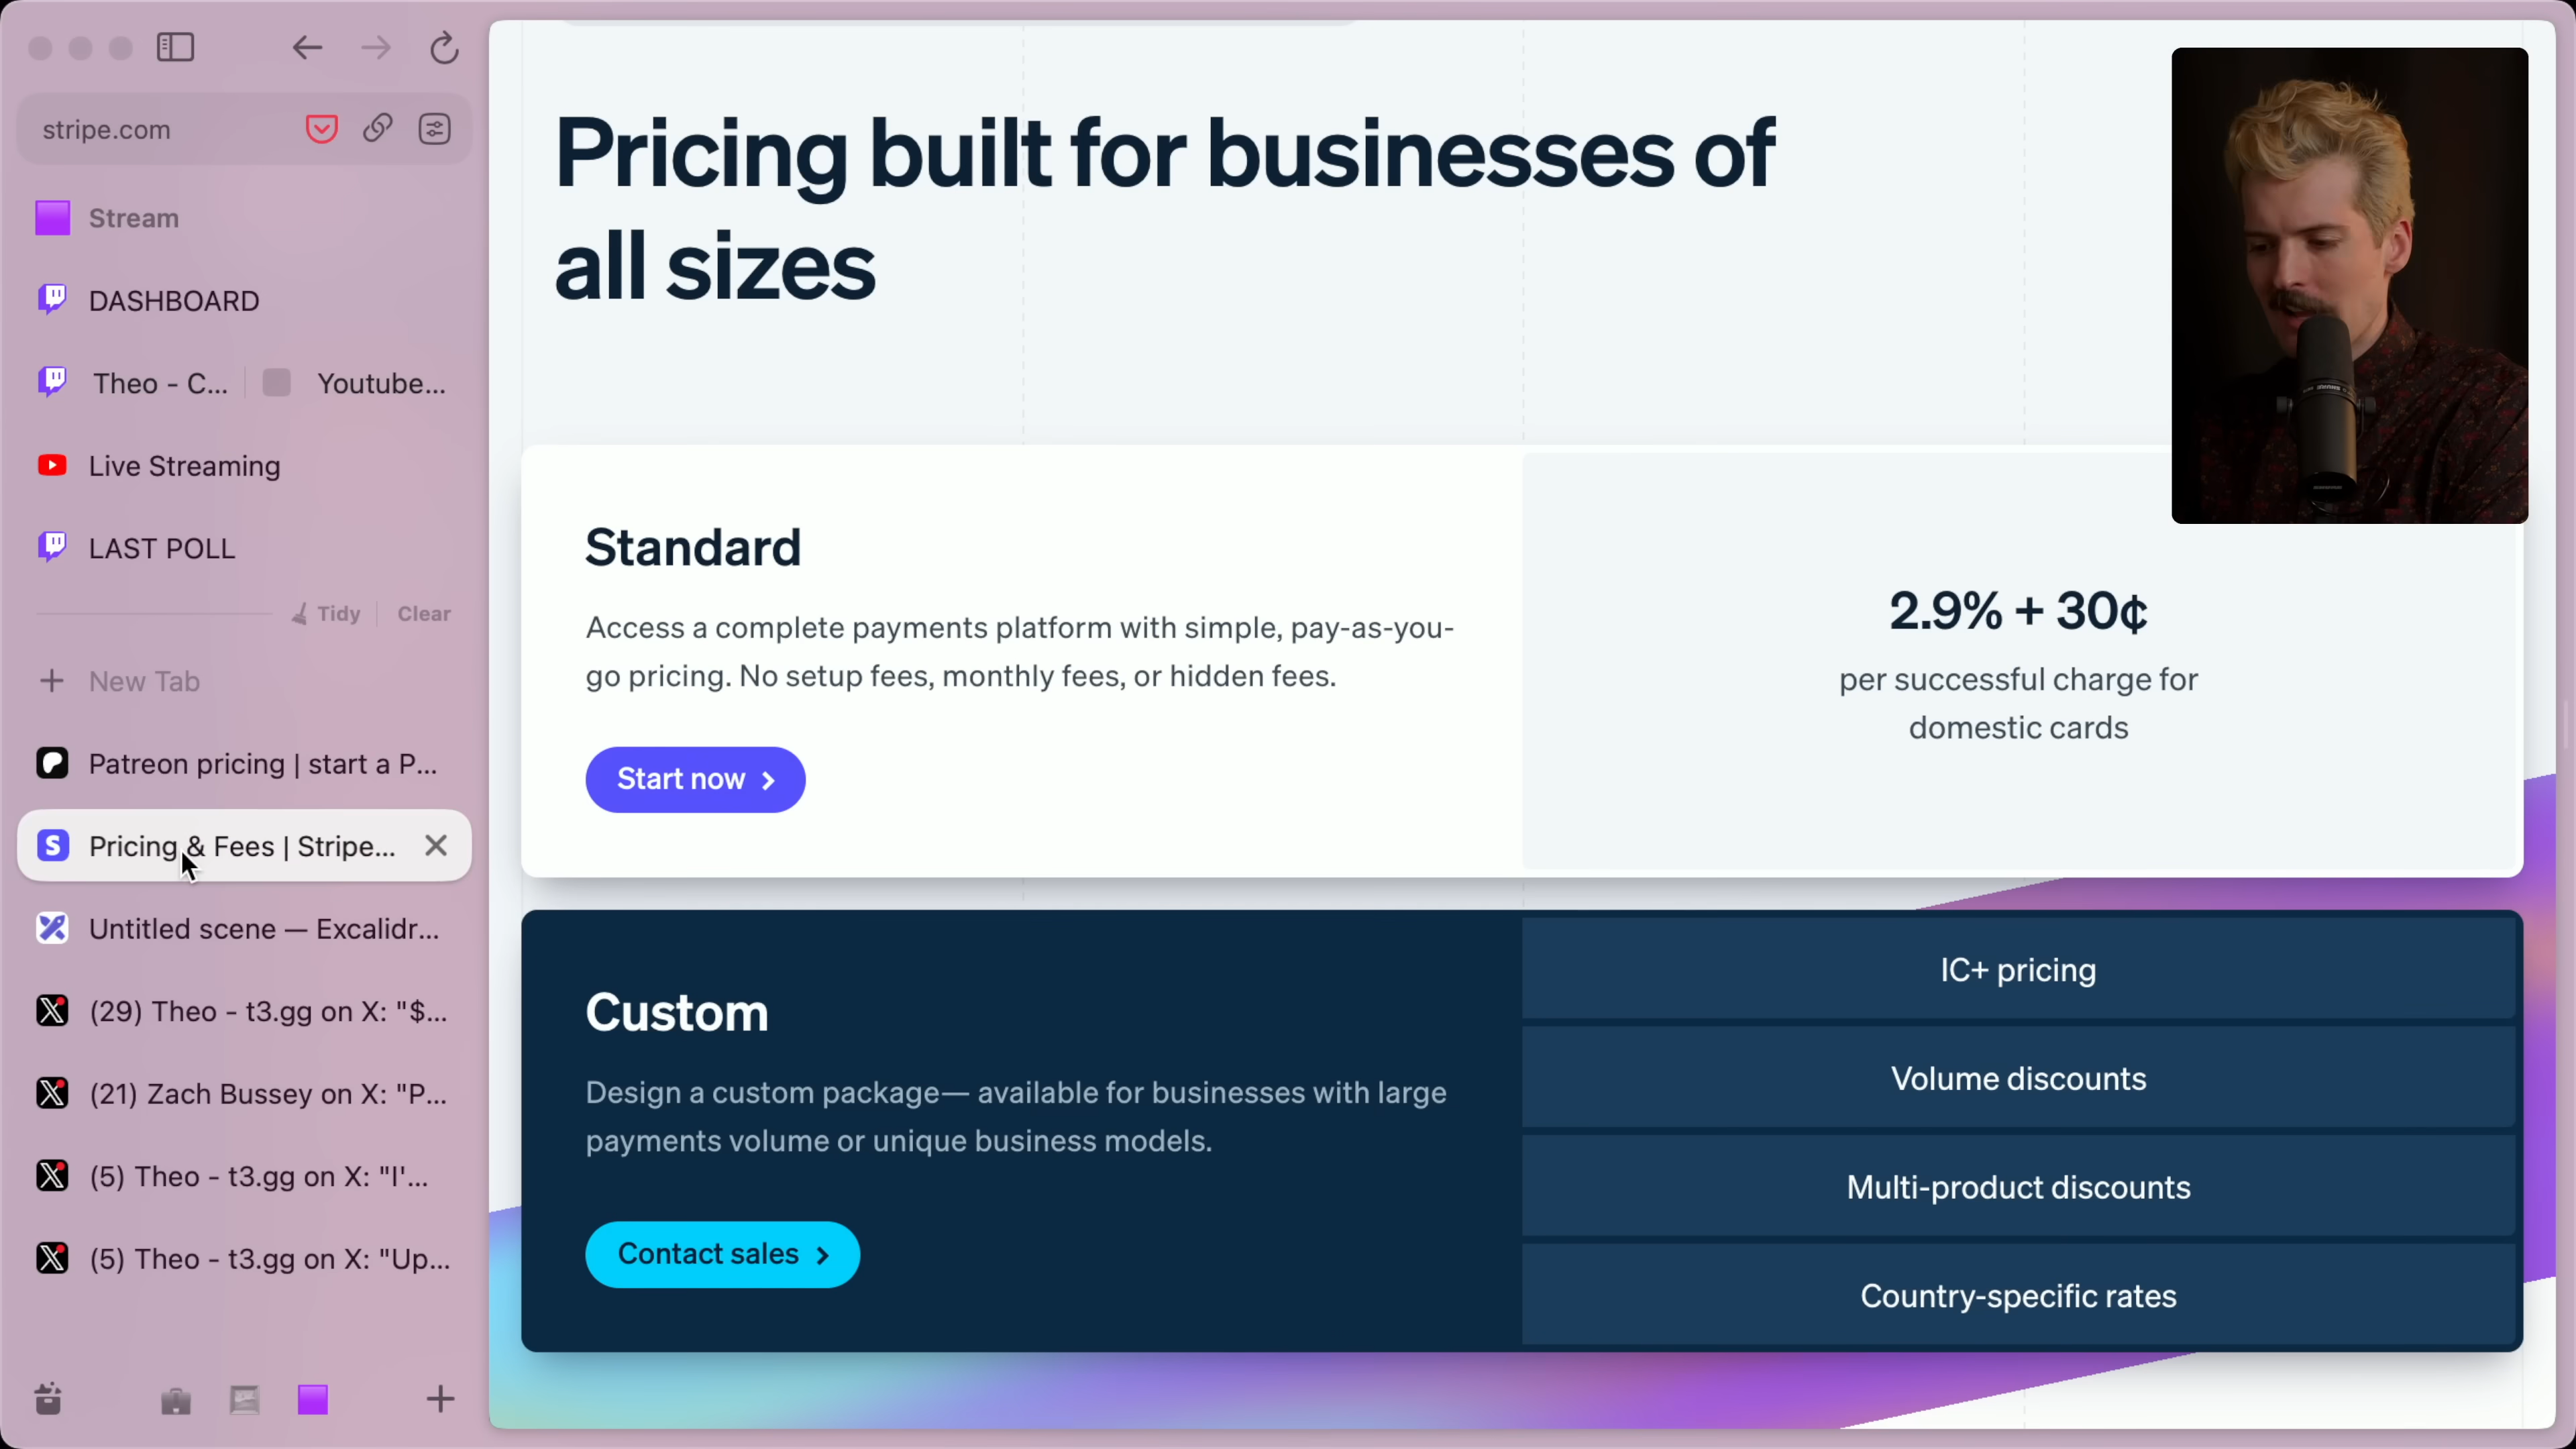 stripe.com
Stream
DASHBOARD
Theo - C...
Youtube...
Live Streaming
LAST POLL
Tidy
Clear
New Tab
Patreon pricing | start a P...
Pricing & Fees | Stripe...
Untitled scene — Excalidr...
(29) Theo - t3.gg on X: "$...
(21) Zach Bussey on X: "P...
(5) Theo - t3.gg on X: "I'...
(5) Theo - t3.gg on X: "Up...
Pricing built for businesses of
all sizes
Standard
Access a complete payments platform with simple, pay-as-you-
go pricing. No setup fees, monthly fees, or hidden fees.
Start now
2.9% + 30¢
per successful charge for
domestic cards
Custom
Design a custom package— available for businesses with large
payments volume or unique business models.
Contact sales
IC+ pricing
Volume discounts
Multi-product discounts
Country-specific rates